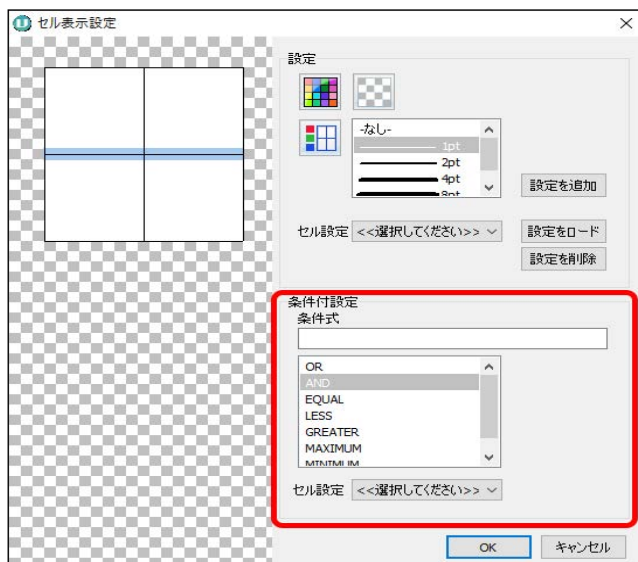 セル表示設定
設定
-なし-
1pt
2pt
4pt
8pt
設定を追加
セル設定 <<選択してください>> 設定をロード
設定を削除
条件付設定
条件式
OR
AND
EQUAL
LESS
GREATER
MAXIMUM
MINIMUM
セル設定 <<選択してください>>
OK キャンセル